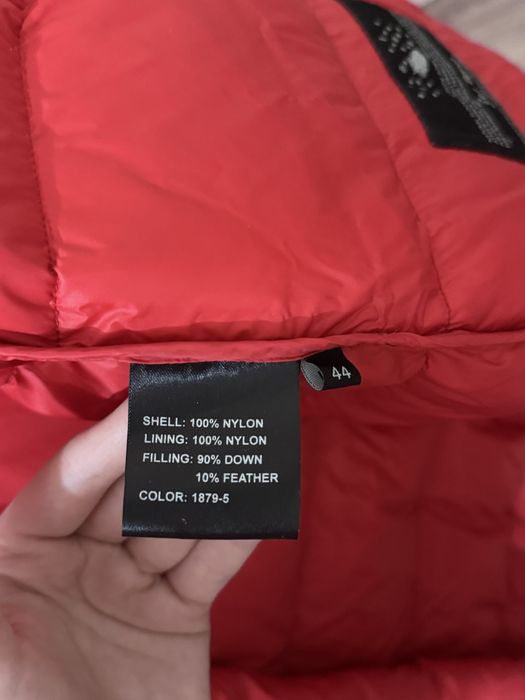 44
SHELL: 100% NYLON
LINING: 100% NYLON
FILLING: 90% DOWN
10% FEATHER
COLOR: 1879-5